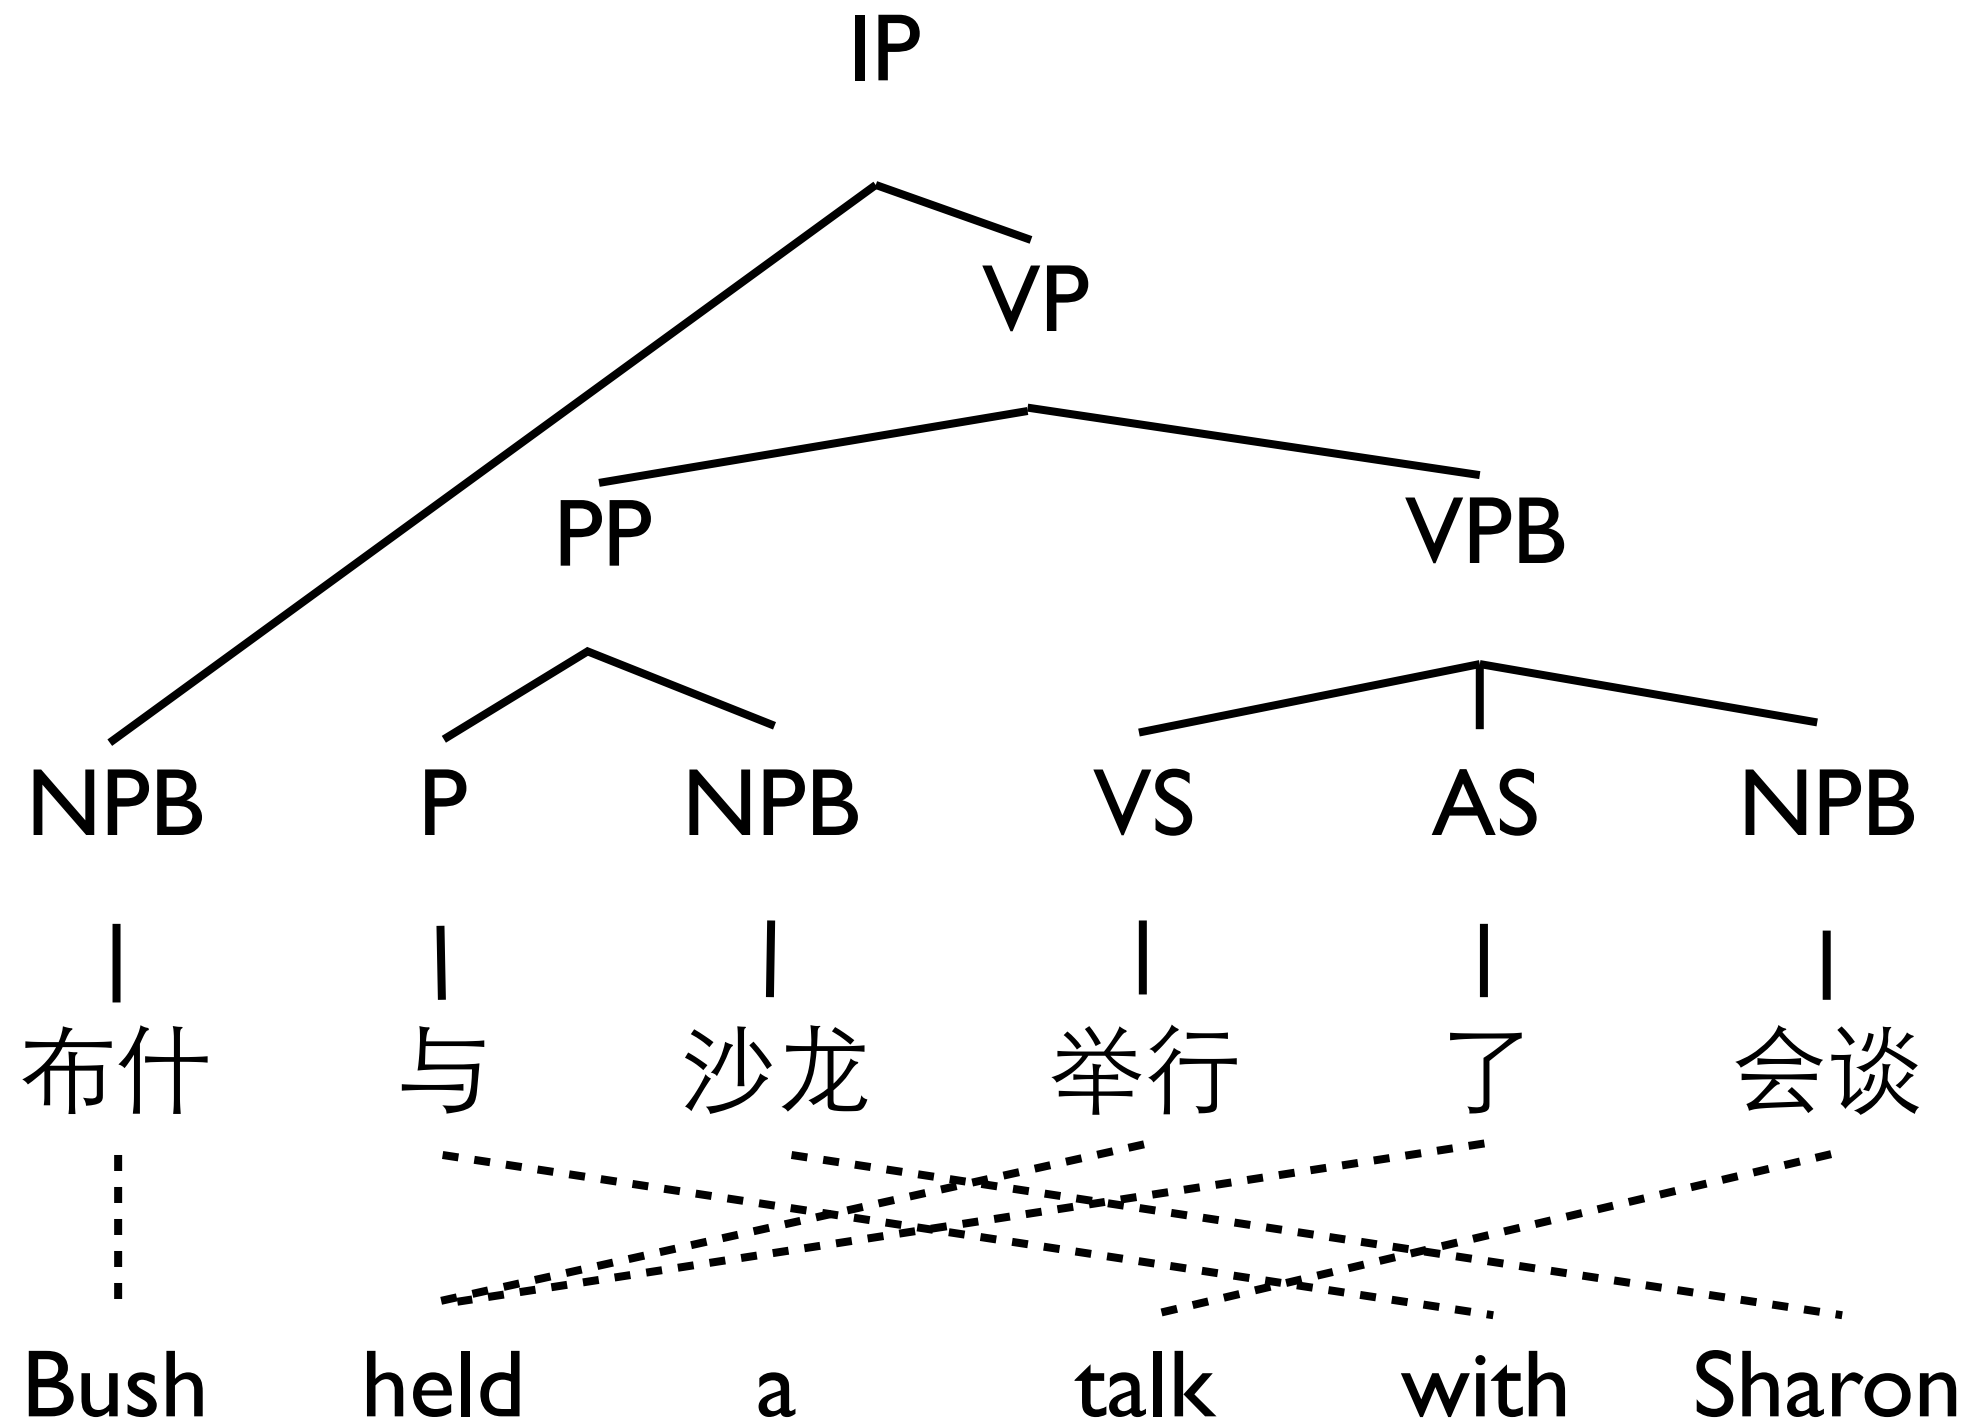 IP
VP
PP VPB
NPB P NPB VS AS NPB
布什 与 沙龙 举行 了 会谈
Bush held a talk with Sharon